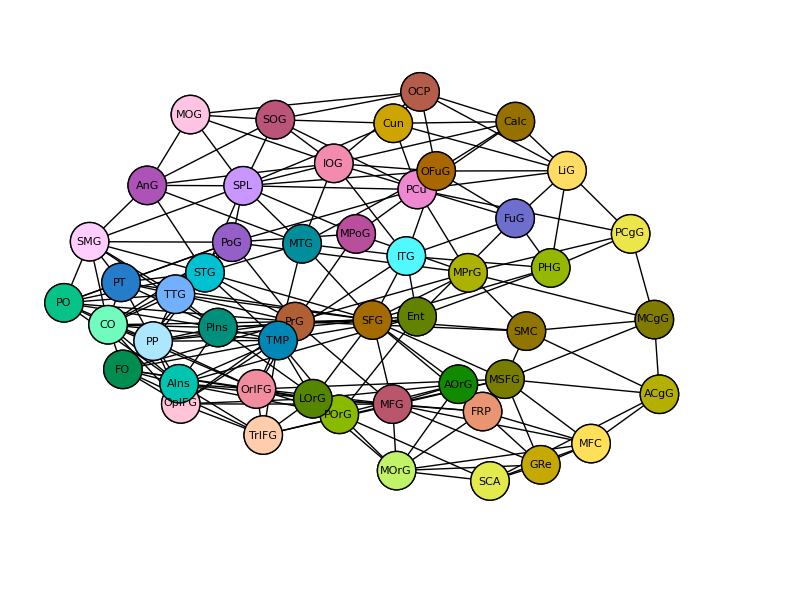 OCP
MOG
SOG
Cun
Calc
IOG
OFuG
LiG
AnG
SPL
PCu
FuG
SMG
PoG
MTG
MPoG
PCgG
ITG
STG
MPrG
PHG
PT
TTG
PO
CO
PIns
PrG
SFG
Ent
MCgG
SMC
PP
TMP
FO
AIns
OpIFG
OrIFG
LOrG
POrG
MFG
AOrG
MSFG
FRP
ACgG
TrIFG
MFC
MOrG
GRe
SCA